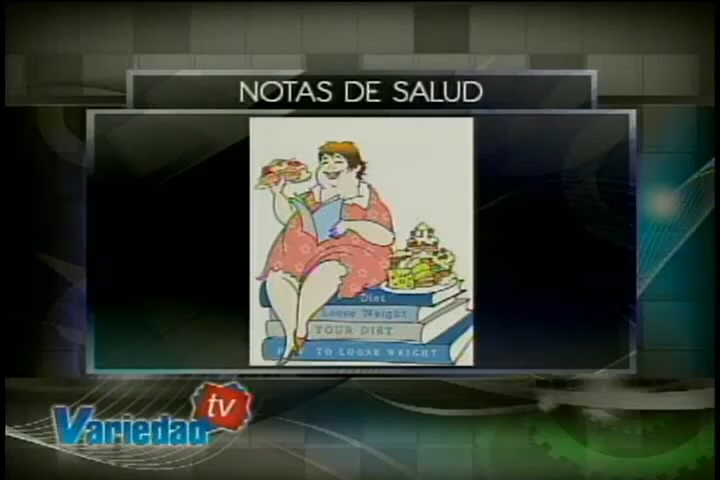 NOTAS DE SALUD
Diet
Loose Weight
YOUR DIET
TO LOOSE WEIGHT
Variedad
tv